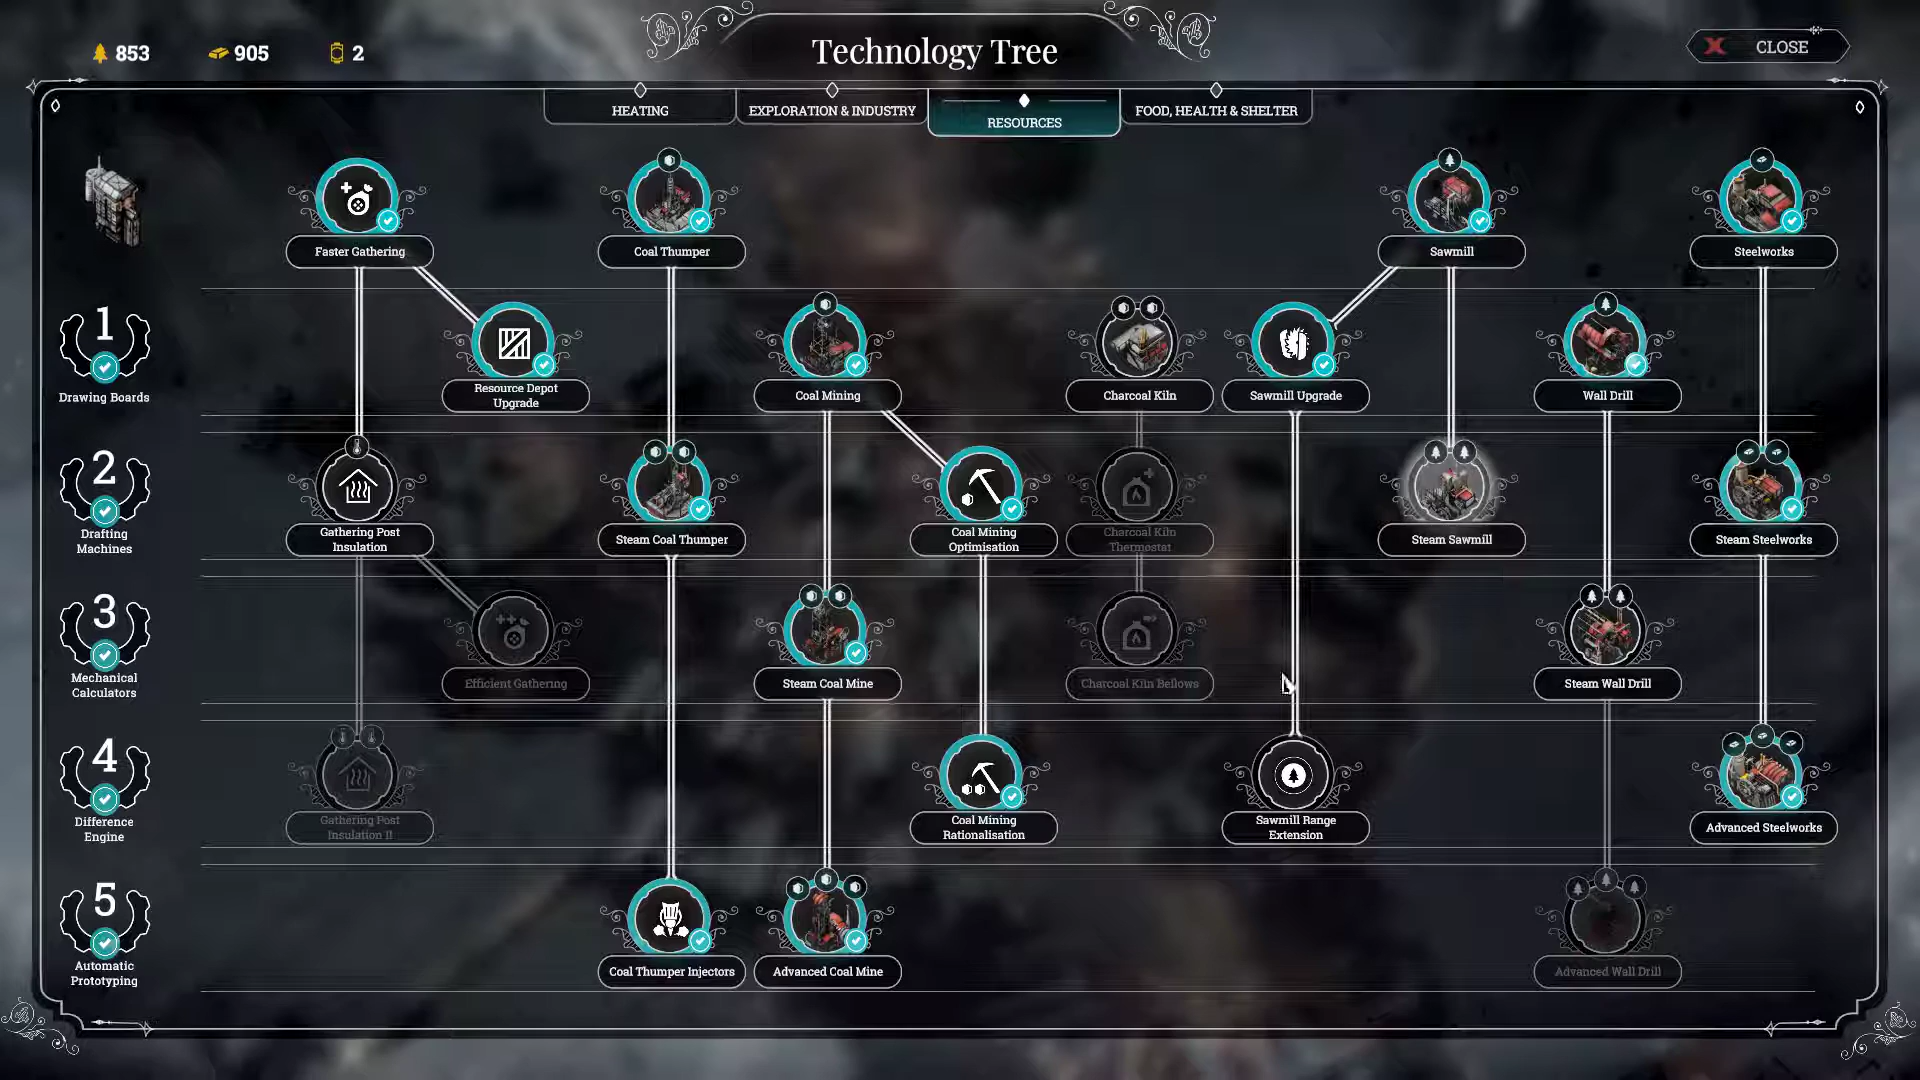 853
905
2
Technology Tree
CLOSE
HEATING
EXPLORATION & INDUSTRY
RESOURCES
FOOD, HEALTH & SHELTER
Faster Gathering
Coal Thumper
Sawmill
Steelworks
1
Drawing Boards
Resource Depot
Upgrade
Coal Mining
Charcoal Kiln
Sawmill Upgrade
Wall Drill
2
Drafting
Machines
Gathering Post
Insulation
Steam Coal Thumper
Coal Mining
Optimisation
Charcoal Kiln
Thermostat
Steam Sawmill
Steam Steelworks
3
Mechanical
Calculators
Efficient Gathering
Steam Coal Mine
Charcoal Kiln Bellows
Steam Wall Drill
4
Difference
Engine
Gathering Post
Insulation II
Coal Mining
Rationalisation
Sawmill Range
Extension
Advanced Steelworks
5
Automatic
Prototyping
Coal Thumper Injectors
Advanced Coal Mine
Advanced Wall Drill